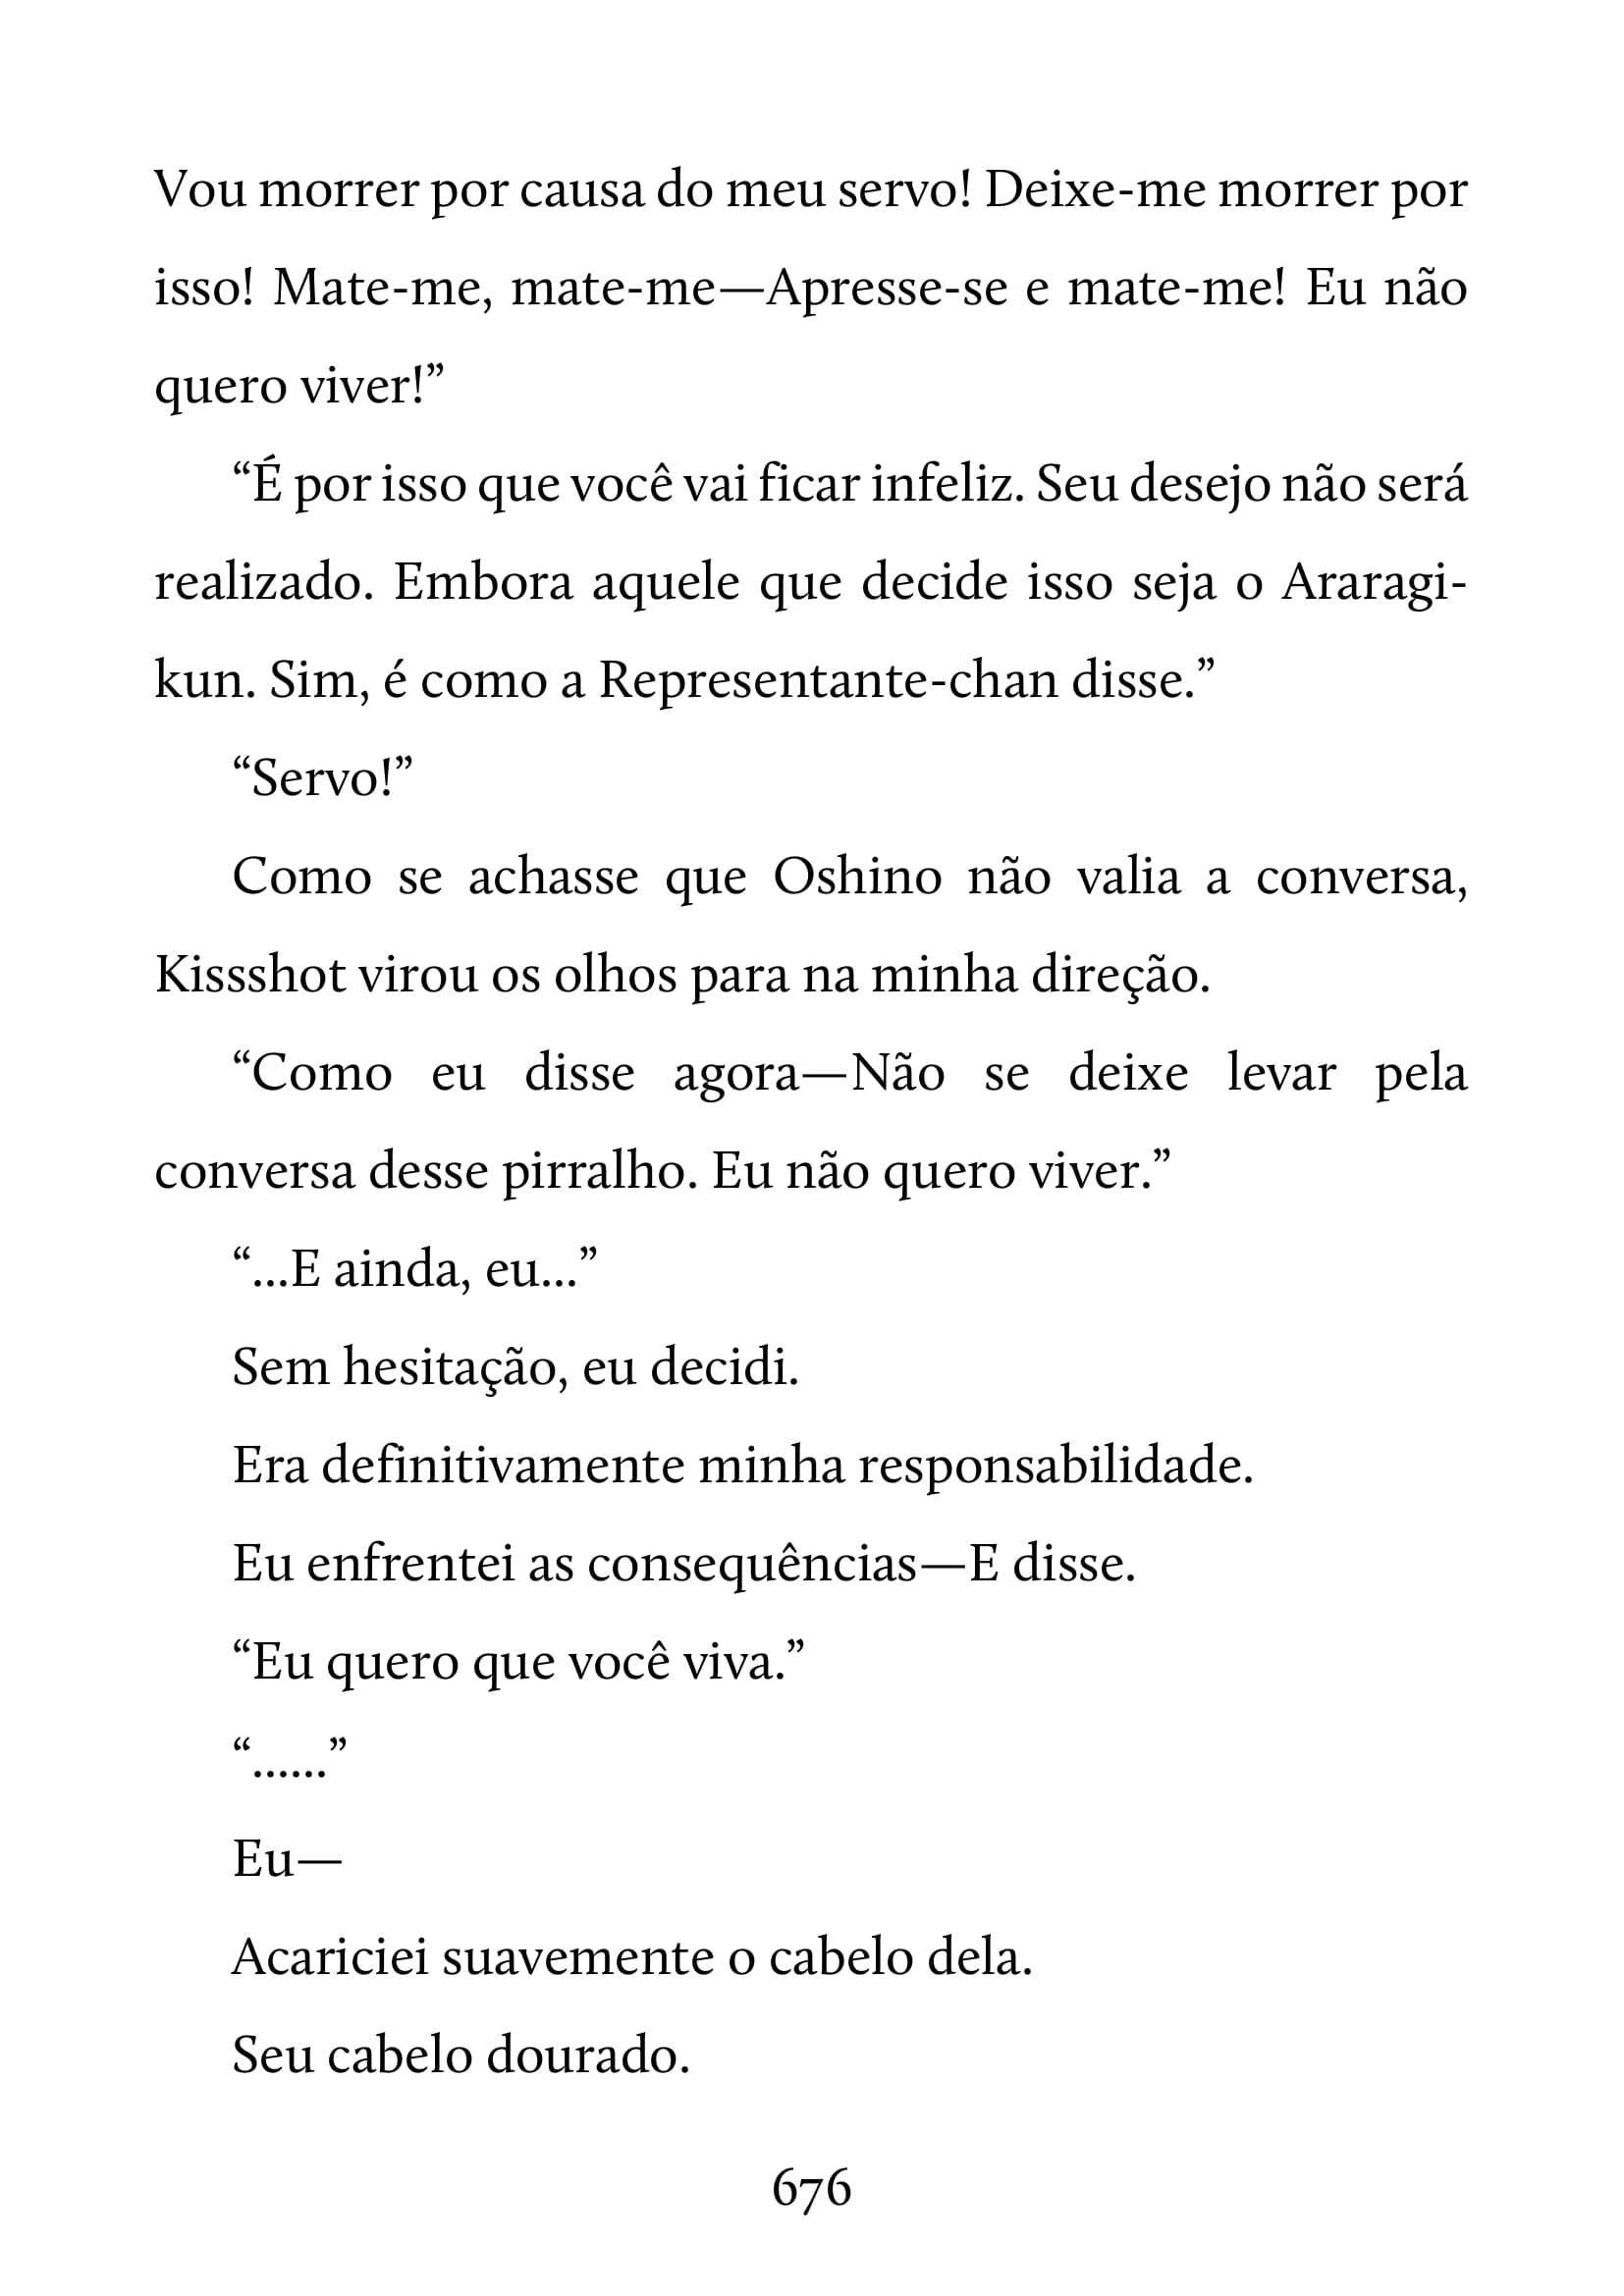 Vou morrer por causa do meu servo! Deixe-me morrer por
isso! Mate-me, mate-me—Apresse-se e mate-me! Eu não
quero viver!”
“É por isso que você vai ficar infeliz. Seu desejo não será
realizado. Embora aquele que decide isso seja o Araragi-
kun. Sim, é como a Representante-chan disse.”
“Servo!”
Como se achasse que Oshino não valia a conversa,
Kissshot virou os olhos para na minha direção.
“Como eu disse agora—Não se deixe levar pela
conversa desse pirralho. Eu não quero viver.”
“...E ainda, eu...”
Sem hesitação, eu decidi.
Era definitivamente minha responsabilidade.
Eu enfrentei as consequências—E disse.
“Eu quero que você viva.”
“......”
Eu—
Acariciei suavemente o cabelo dela.
Seu cabelo dourado.
676